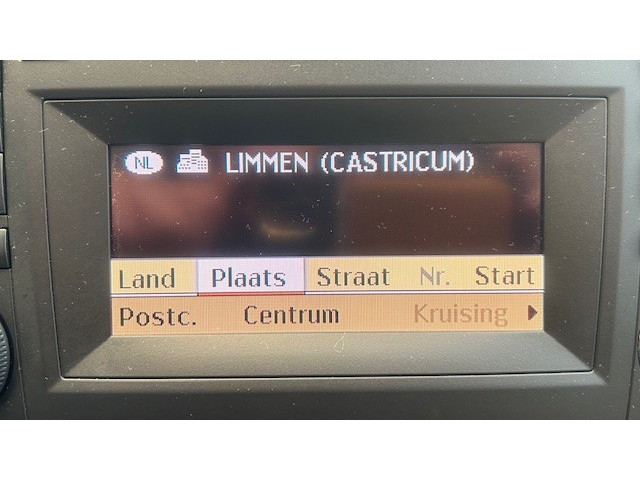 NL LIMMEN (CASTRICUM)
Land Plaats Straat Nr. Start
Postc. Centrum Kruising